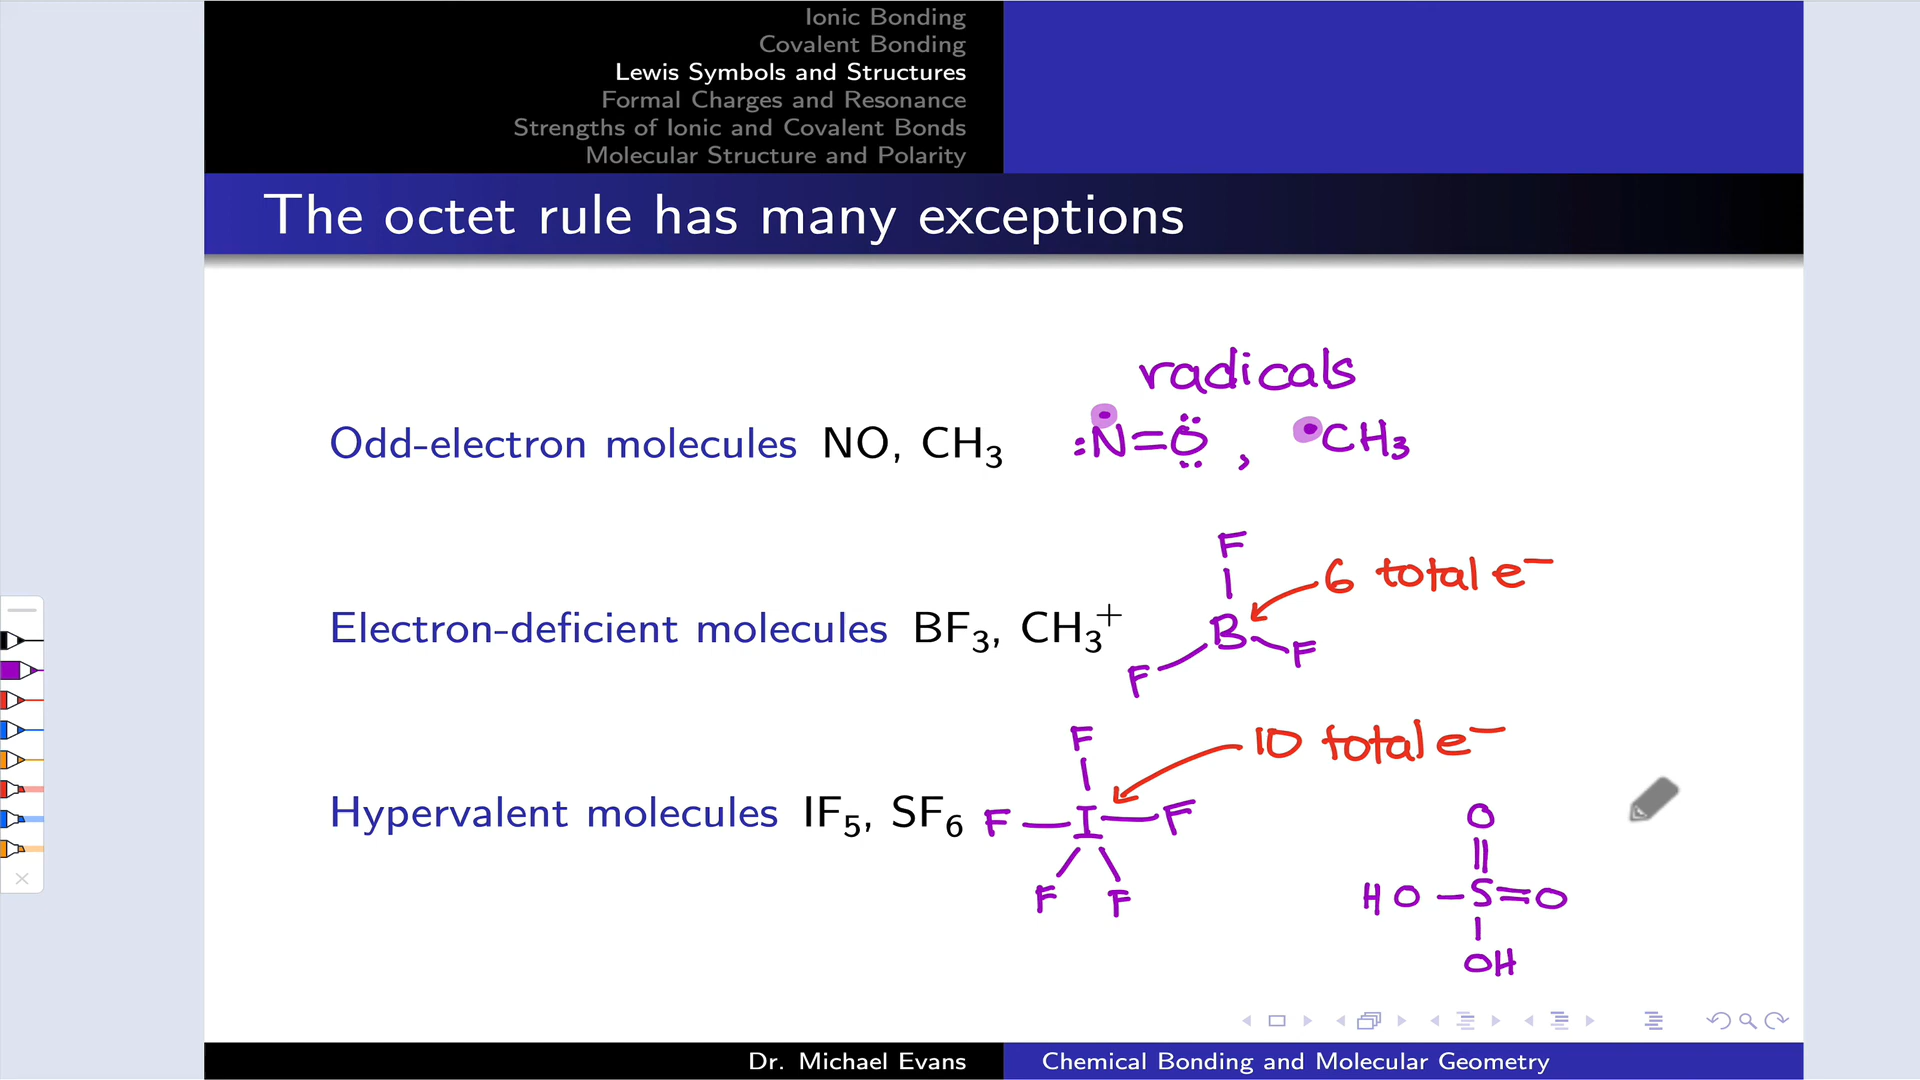 Ionic Bonding
Covalent Bonding
Lewis Symbols and Structures
Formal Charges and Resonance
Strengths of Ionic and Covalent Bonds
Molecular Structure and Polarity
The octet rule has many exceptions
radicals
Odd-electron molecules NO, CH₃ :Ṅ=Ö̤ , •CH₃
F
6 total e⁻
Electron-deficient molecules BF₃, CH₃⁺ B
F F
F
10 total e⁻
Hypervalent molecules IF₅, SF₆ F—I—F
F F
O
HO—S=O
OH
Dr. Michael Evans
Chemical Bonding and Molecular Geometry